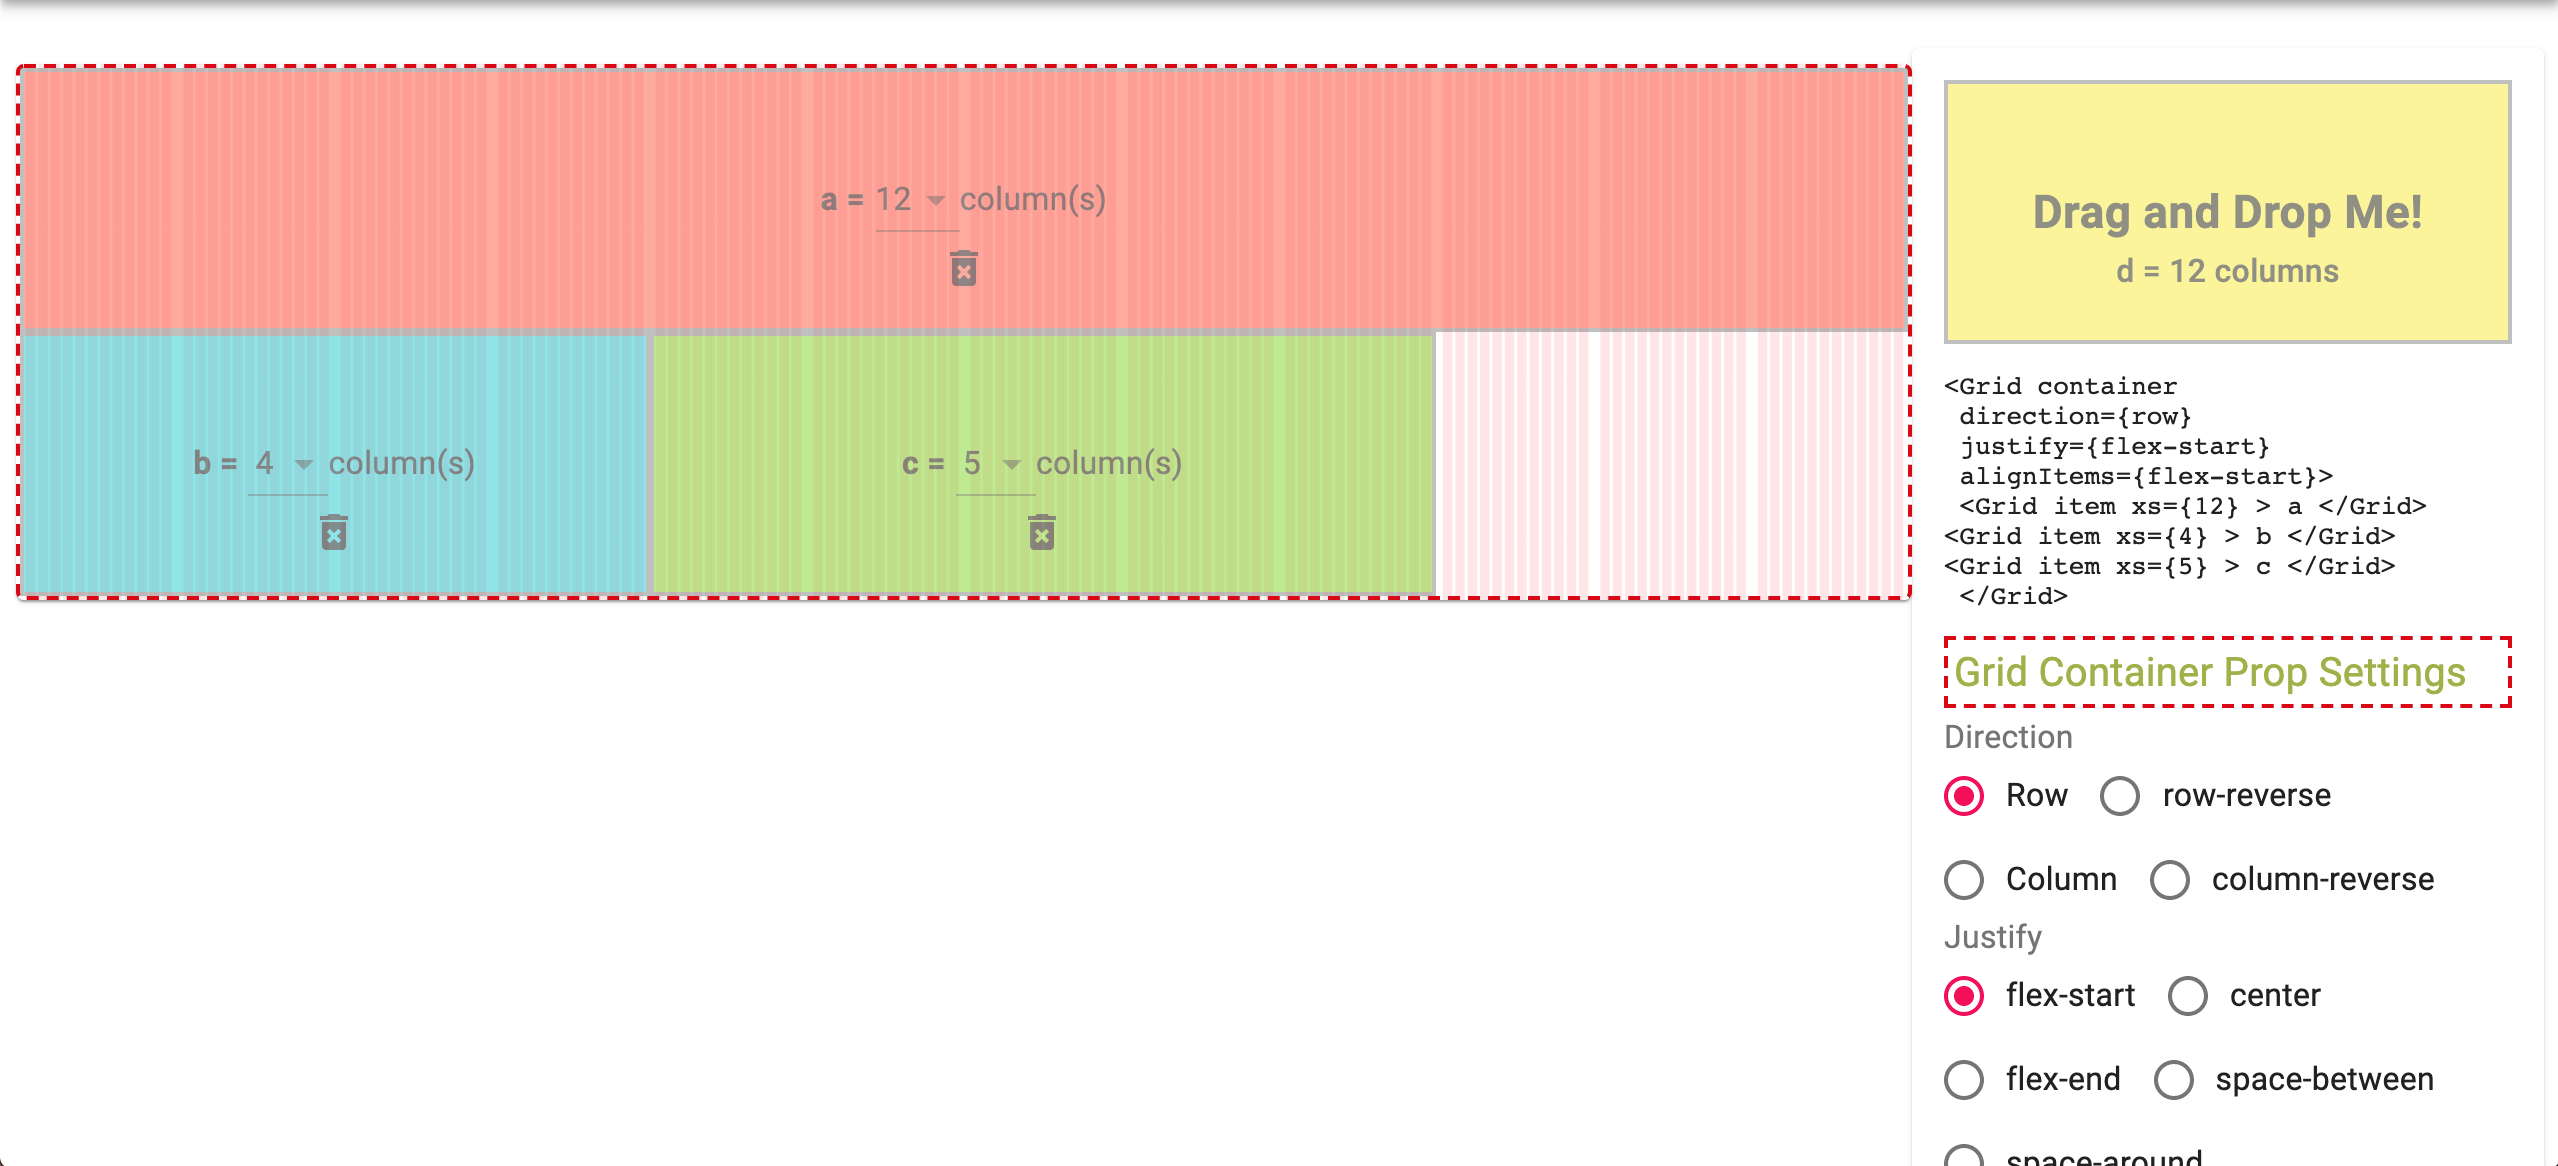 a = 12 column(s)
b = 4 column(s)
c = 5 column(s)
Drag and Drop Me!
d = 12 columns
<Grid container
direction={row}
justify={flex-start}
alignItems={flex-start}>
<Grid item xs={12} > a </Grid>
<Grid item xs={4} > b </Grid>
<Grid item xs={5} > c </Grid>
</Grid>
Grid Container Prop Settings
Direction
Row row-reverse
Column column-reverse
Justify
flex-start center
flex-end space-between
space-around